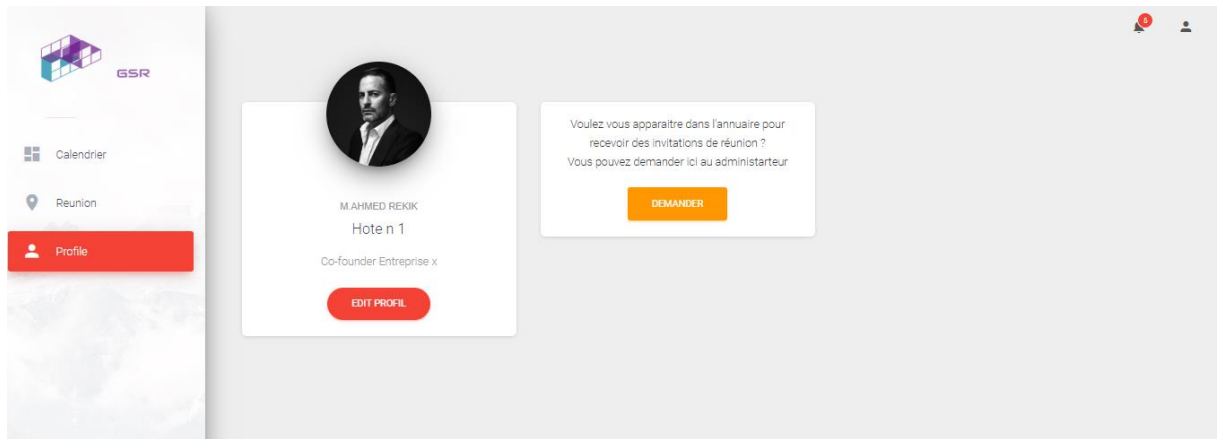 GSR
Calendrier
Reunion
Profile
5
M.AHMED REKIK
Hote n 1
Co-founder Entreprise x
EDIT PROFIL
Voulez vous apparaitre dans l'annuaire pour
recevoir des invitations de réunion ?
Vous pouvez demander ici au administarteur
DEMANDER